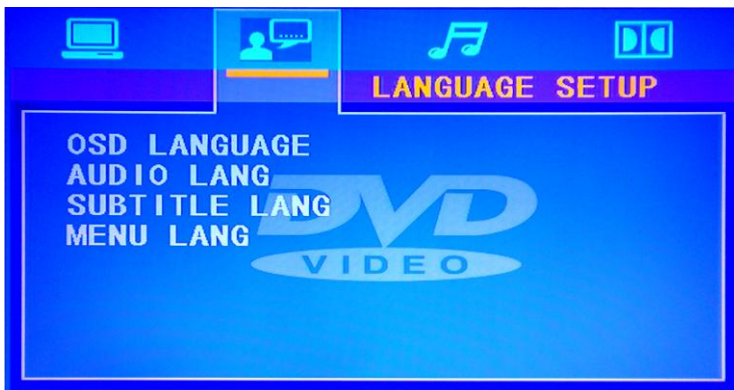 LANGUAGE SETUP
OSD LANGUAGE
AUDIO LANG
SUBTITLE LANG
MENU LANG
DVD
VIDEO